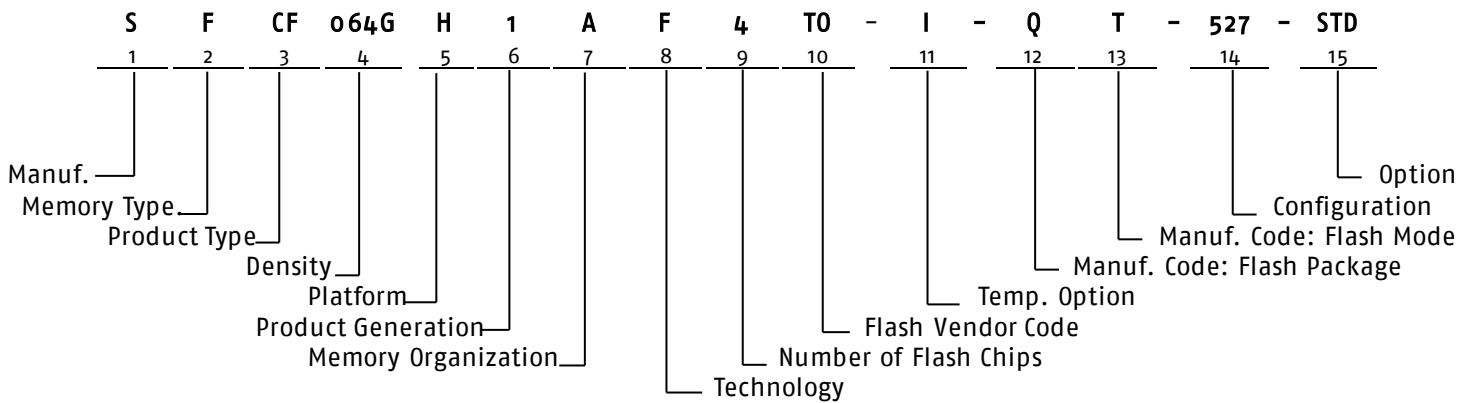 S F CF 064G H 1 A F 4 TO - I - Q T - 527 - STD
1 2 3 4 5 6 7 8 9 10 11 12 13 14 15
Manuf. Option
Memory Type. Configuration
Product Type Manuf. Code: Flash Mode
Density Manuf. Code: Flash Package
Platform Temp. Option
Product Generation Flash Vendor Code
Memory Organization Number of Flash Chips
Technology